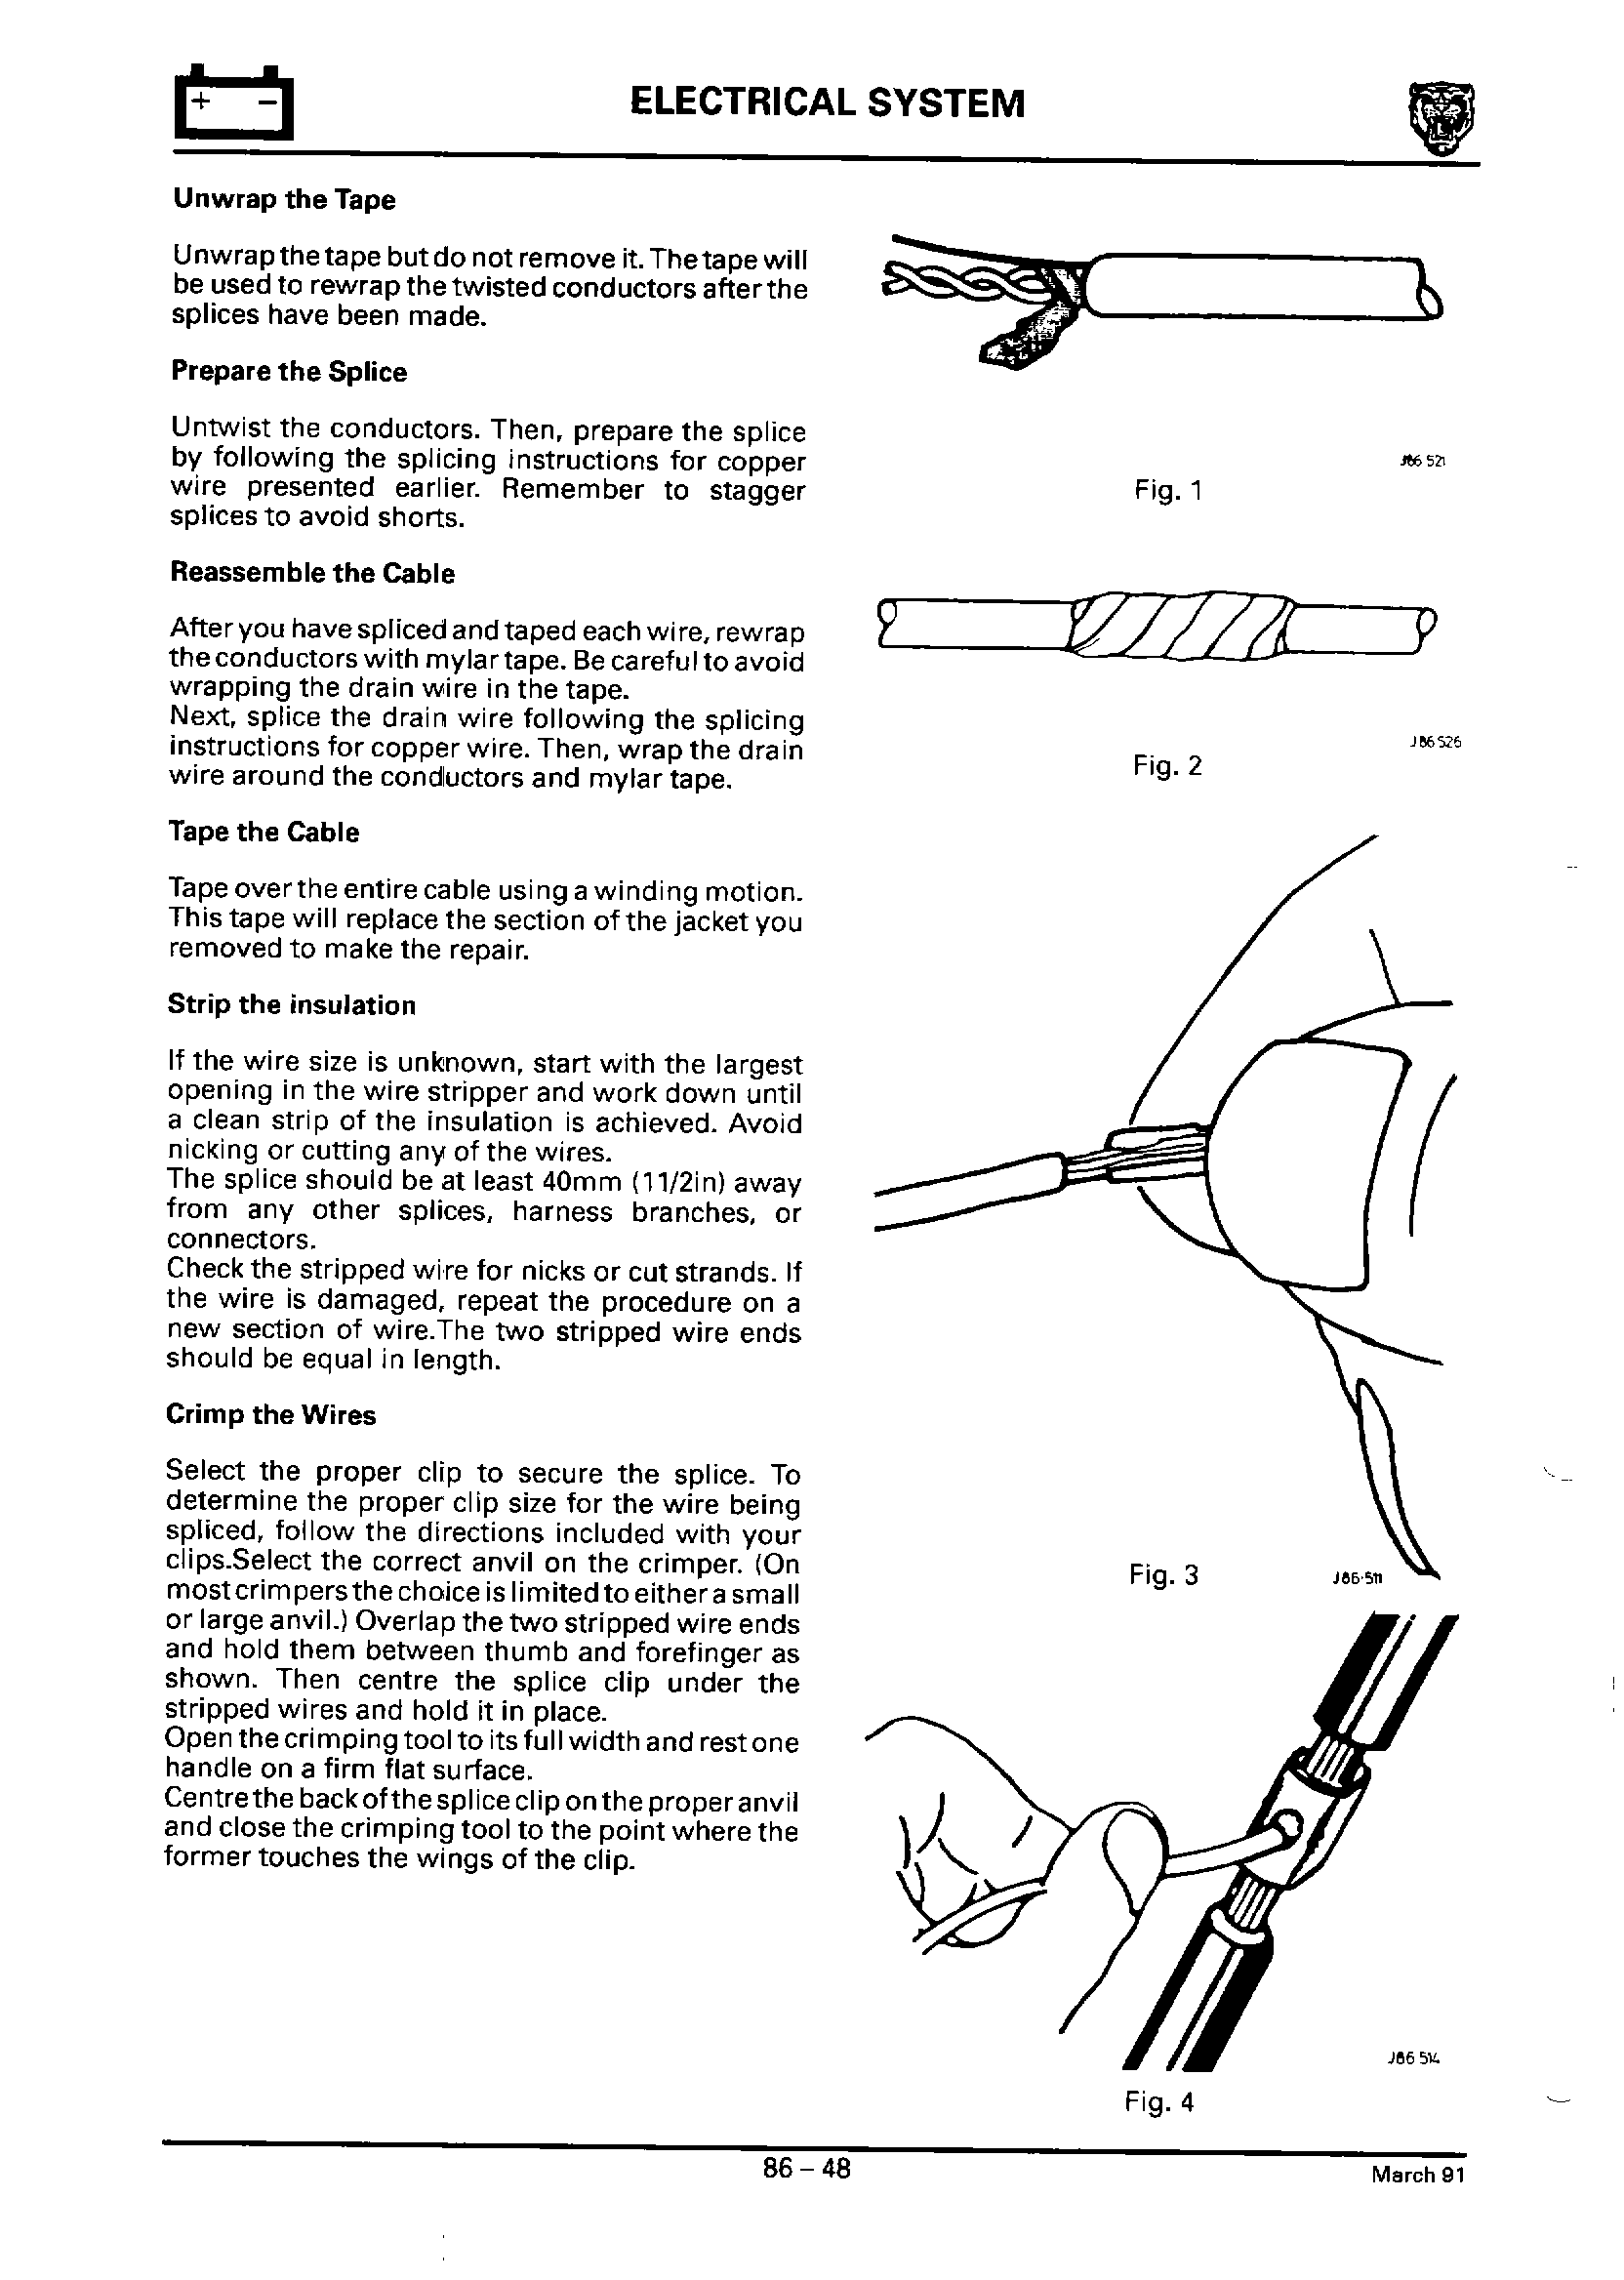 + −
ELECTRICAL SYSTEM
Unwrap the Tape
Unwrap the tape but do not remove it. The tape will
be used to rewrap the twisted conductors after the
splices have been made.
Prepare the Splice
Untwist the conductors. Then, prepare the splice
by following the splicing instructions for copper
wire presented earlier. Remember to stagger
splices to avoid shorts.
Reassemble the Cable
After you have spliced and taped each wire, rewrap
the conductors with mylar tape. Be careful to avoid
wrapping the drain wire in the tape.
Next, splice the drain wire following the splicing
instructions for copper wire. Then, wrap the drain
wire around the conductors and mylar tape.
Tape the Cable
Tape over the entire cable using a winding motion.
This tape will replace the section of the jacket you
removed to make the repair.
Strip the insulation
If the wire size is unknown, start with the largest
opening in the wire stripper and work down until
a clean strip of the insulation is achieved. Avoid
nicking or cutting any of the wires.
The splice should be at least 40mm (11/2in) away
from any other splices, harness branches, or
connectors.
Check the stripped wire for nicks or cut strands. If
the wire is damaged, repeat the procedure on a
new section of wire.The two stripped wire ends
should be equal in length.
Crimp the Wires
Select the proper clip to secure the splice. To
determine the proper clip size for the wire being
spliced, follow the directions included with your
clips.Select the correct anvil on the crimper. (On
most crimpers the choice is limited to either a small
or large anvil.) Overlap the two stripped wire ends
and hold them between thumb and forefinger as
shown. Then centre the splice clip under the
stripped wires and hold it in place.
Open the crimping tool to its full width and rest one
handle on a firm flat surface.
Centre the back of the splice clip on the proper anvil
and close the crimping tool to the point where the
former touches the wings of the clip.
J86 521
Fig. 1
J86 526
Fig. 2
Fig. 3
J86·511
J86 514
Fig. 4
86 – 48
March 91